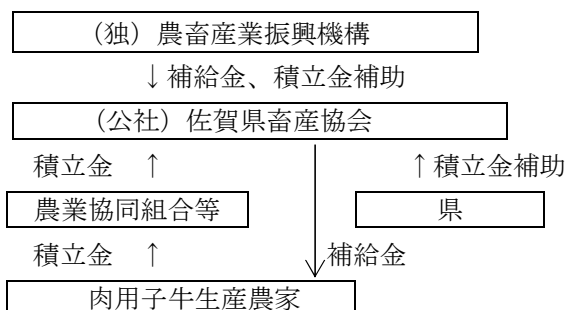 （独）農畜産業振興機構
↓補給金、積立金補助
（公社）佐賀県畜産協会
積立金　↑　↑積立金補助
農業協同組合等　県
積立金　↑　補給金
肉用子牛生産農家